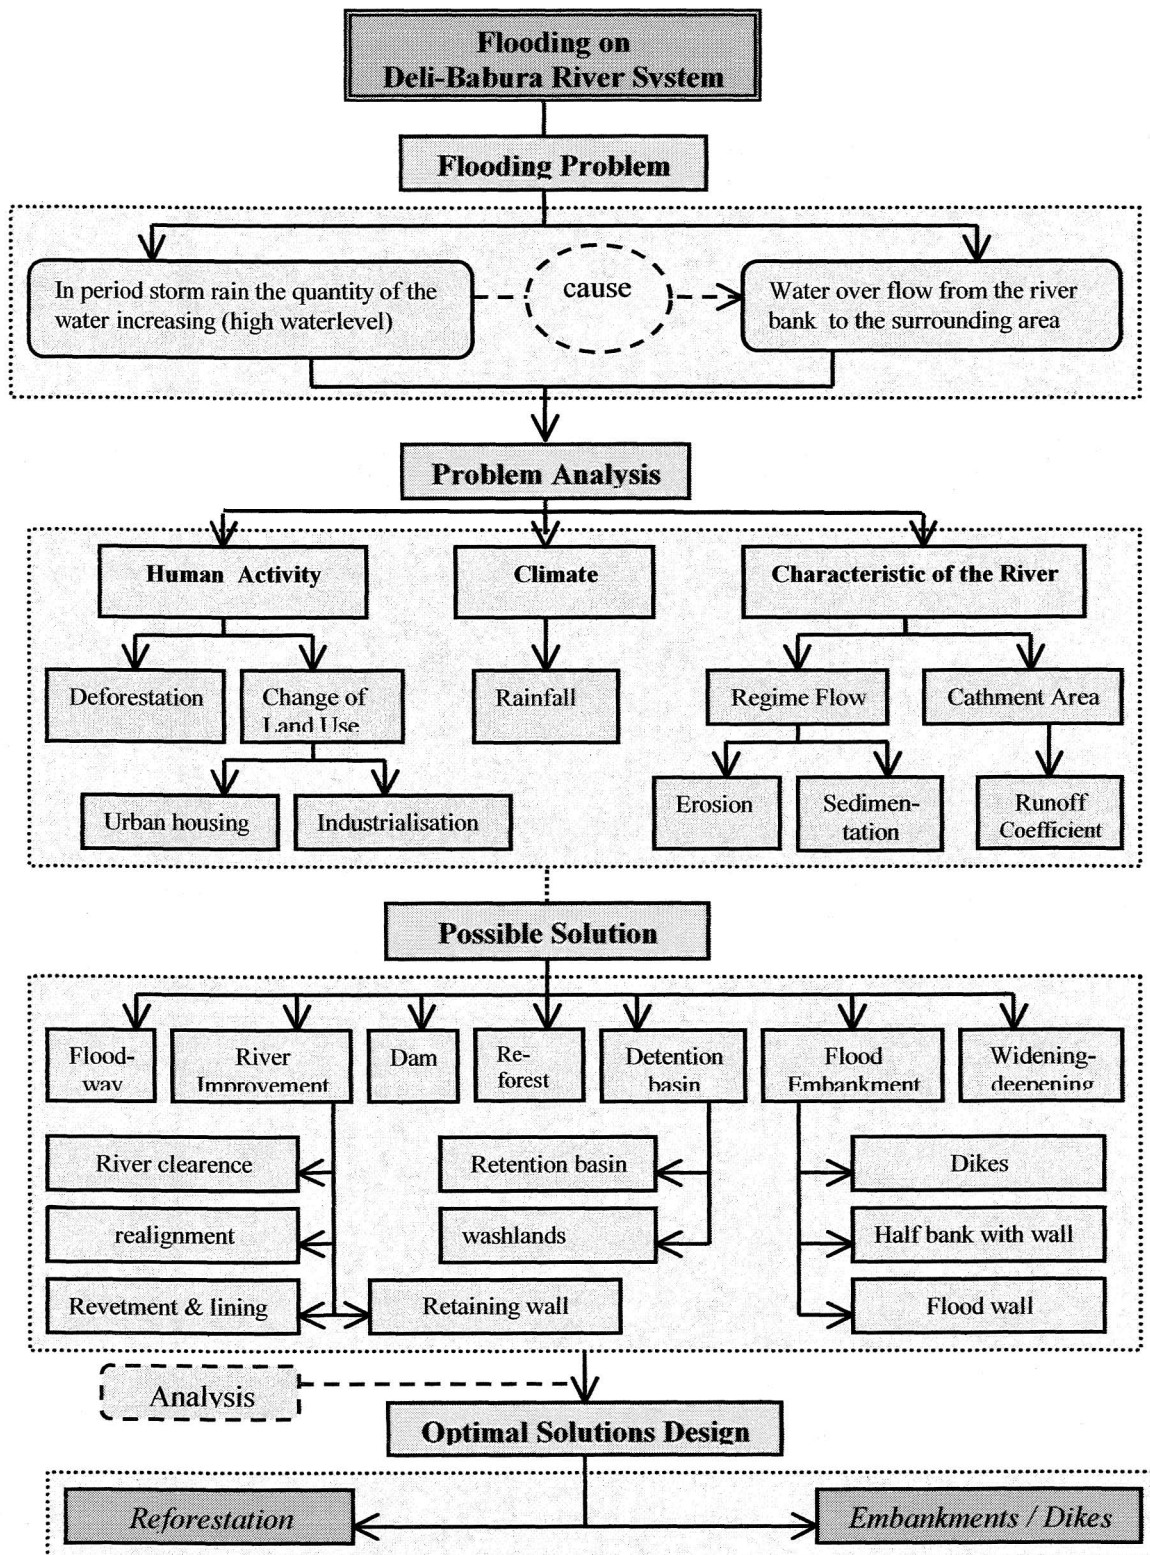 Flooding on
Deli-Babura River System
Flooding Problem
In period storm rain the quantity of the
water increasing (high waterlevel)
cause
Water over flow from the river
bank to the surrounding area
Problem Analysis
Human Activity
Climate
Characteristic of the River
Deforestation
Change of
Land Use
Rainfall
Regime Flow
Cathment Area
Urban housing
Industrialisation
Erosion
Sedimen-
tation
Runoff
Coefficient
Possible Solution
Flood-
way
River
Improvement
Dam
Re-
forest
Detention
basin
Flood
Embankment
Widening-
deepening
River clearence
Retention basin
Dikes
realignment
washlands
Half bank with wall
Revetment & lining
Retaining wall
Flood wall
Analysis
Optimal Solutions Design
Reforestation
Embankments / Dikes